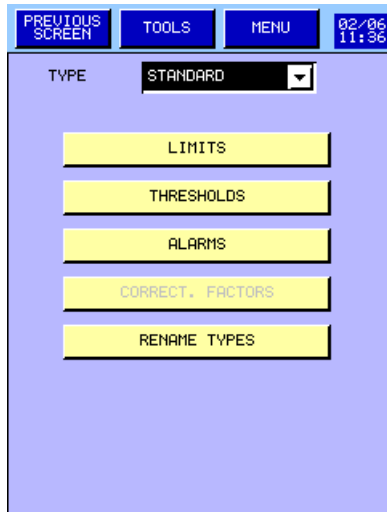 PREVIOUS
SCREEN
TOOLS
MENU
02/06
11:36
TYPE
STANDARD
LIMITS
THRESHOLDS
ALARMS
CORRECT. FACTORS
RENAME TYPES